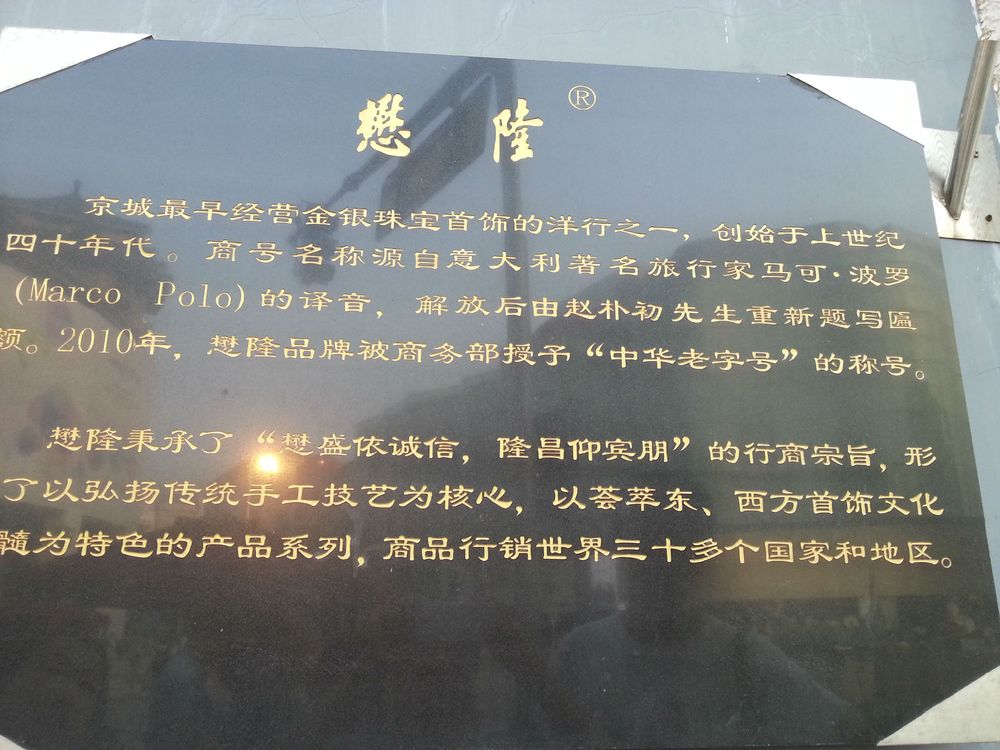 懋隆®
京城最早经营金银珠宝首饰的洋行之一，创始于上世纪
四十年代。商号名称源自意大利著名旅行家马可·波罗
(Marco Polo)的译音，解放后由赵朴初先生重新题写匾
额。2010年，懋隆品牌被商务部授予“中华老字号”的称号。
懋隆秉承了“懋盛依诚信，隆昌仰宾朋”的行商宗旨，形
了以弘扬传统手工技艺为核心，以荟萃东、西方首饰文化
髓为特色的产品系列，商品行销世界三十多个国家和地区。